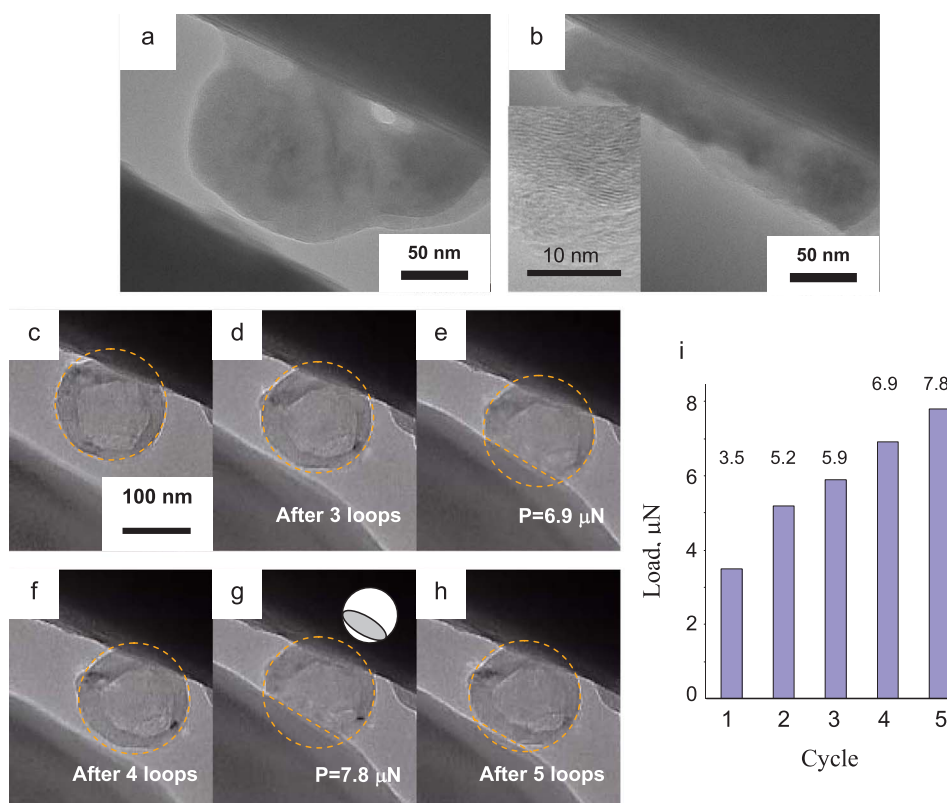 a
b
50 nm
10 nm
50 nm
c
d
e
100 nm
After 3 loops
P=6.9 μN
f
g
h
After 4 loops
P=7.8 μN
After 5 loops
i
Load, μN
8
6
4
2
0
3.5
5.2
5.9
6.9
7.8
1 2 3 4 5
Cycle